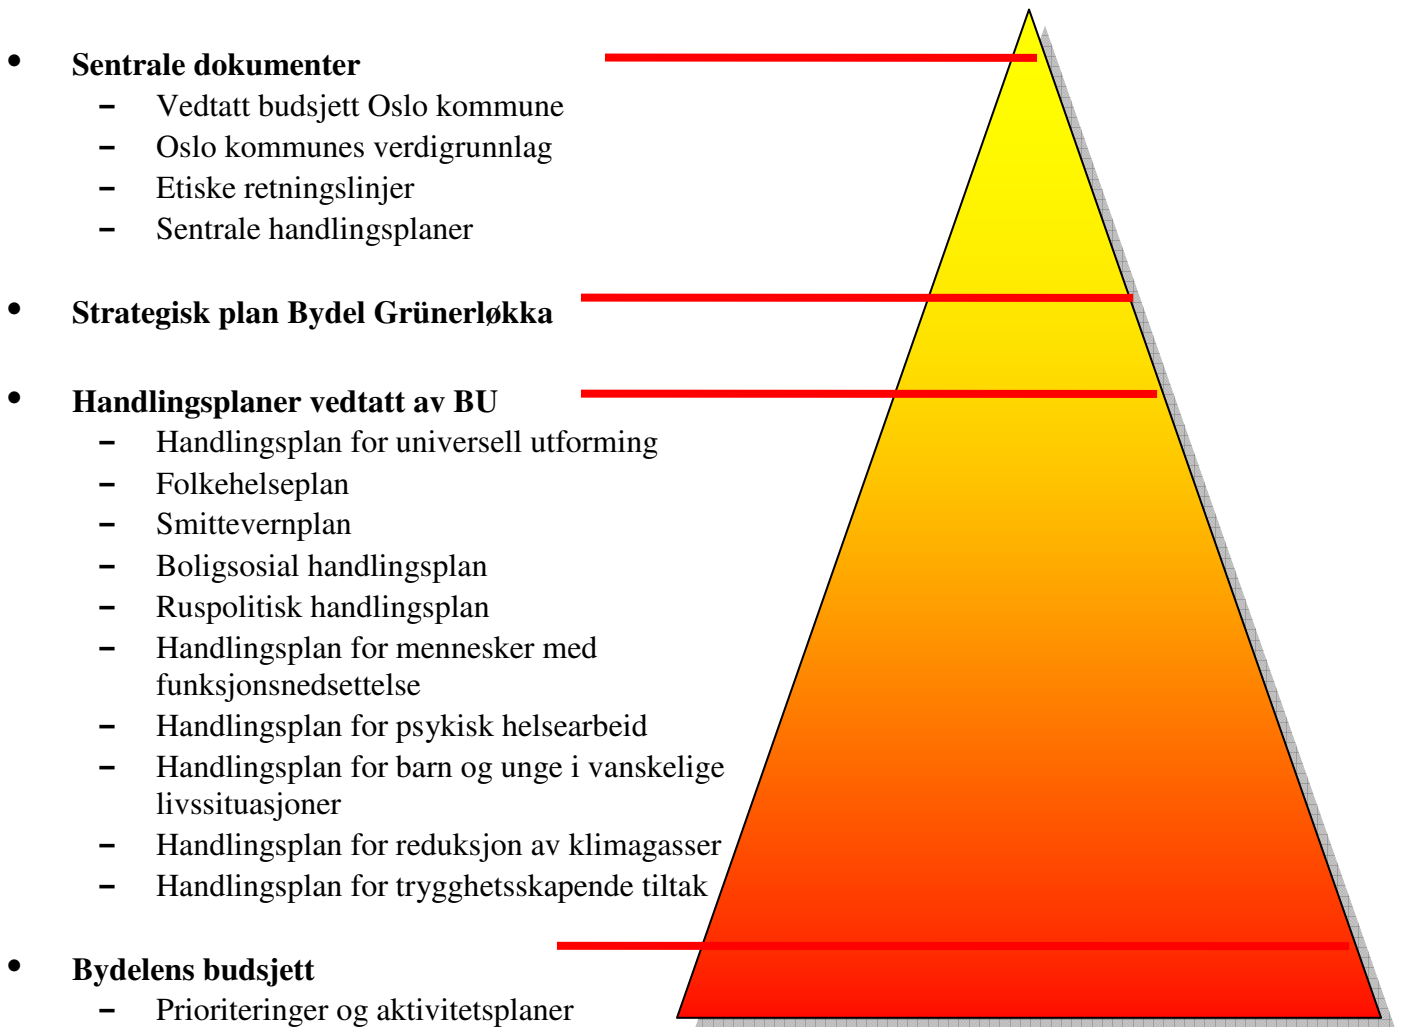 • Sentrale dokumenter
– Vedtatt budsjett Oslo kommune
– Oslo kommunes verdigrunnlag
– Etiske retningslinjer
– Sentrale handlingsplaner
• Strategisk plan Bydel Grünerløkka
• Handlingsplaner vedtatt av BU
– Handlingsplan for universell utforming
– Folkehelseplan
– Smittevernplan
– Boligsosial handlingsplan
– Ruspolitisk handlingsplan
– Handlingsplan for mennesker med
funksjonsnedsettelse
– Handlingsplan for psykisk helsearbeid
– Handlingsplan for barn og unge i vanskelige
livssituasjoner
– Handlingsplan for reduksjon av klimagasser
– Handlingsplan for trygghetsskapende tiltak
• Bydelens budsjett
– Prioriteringer og aktivitetsplaner